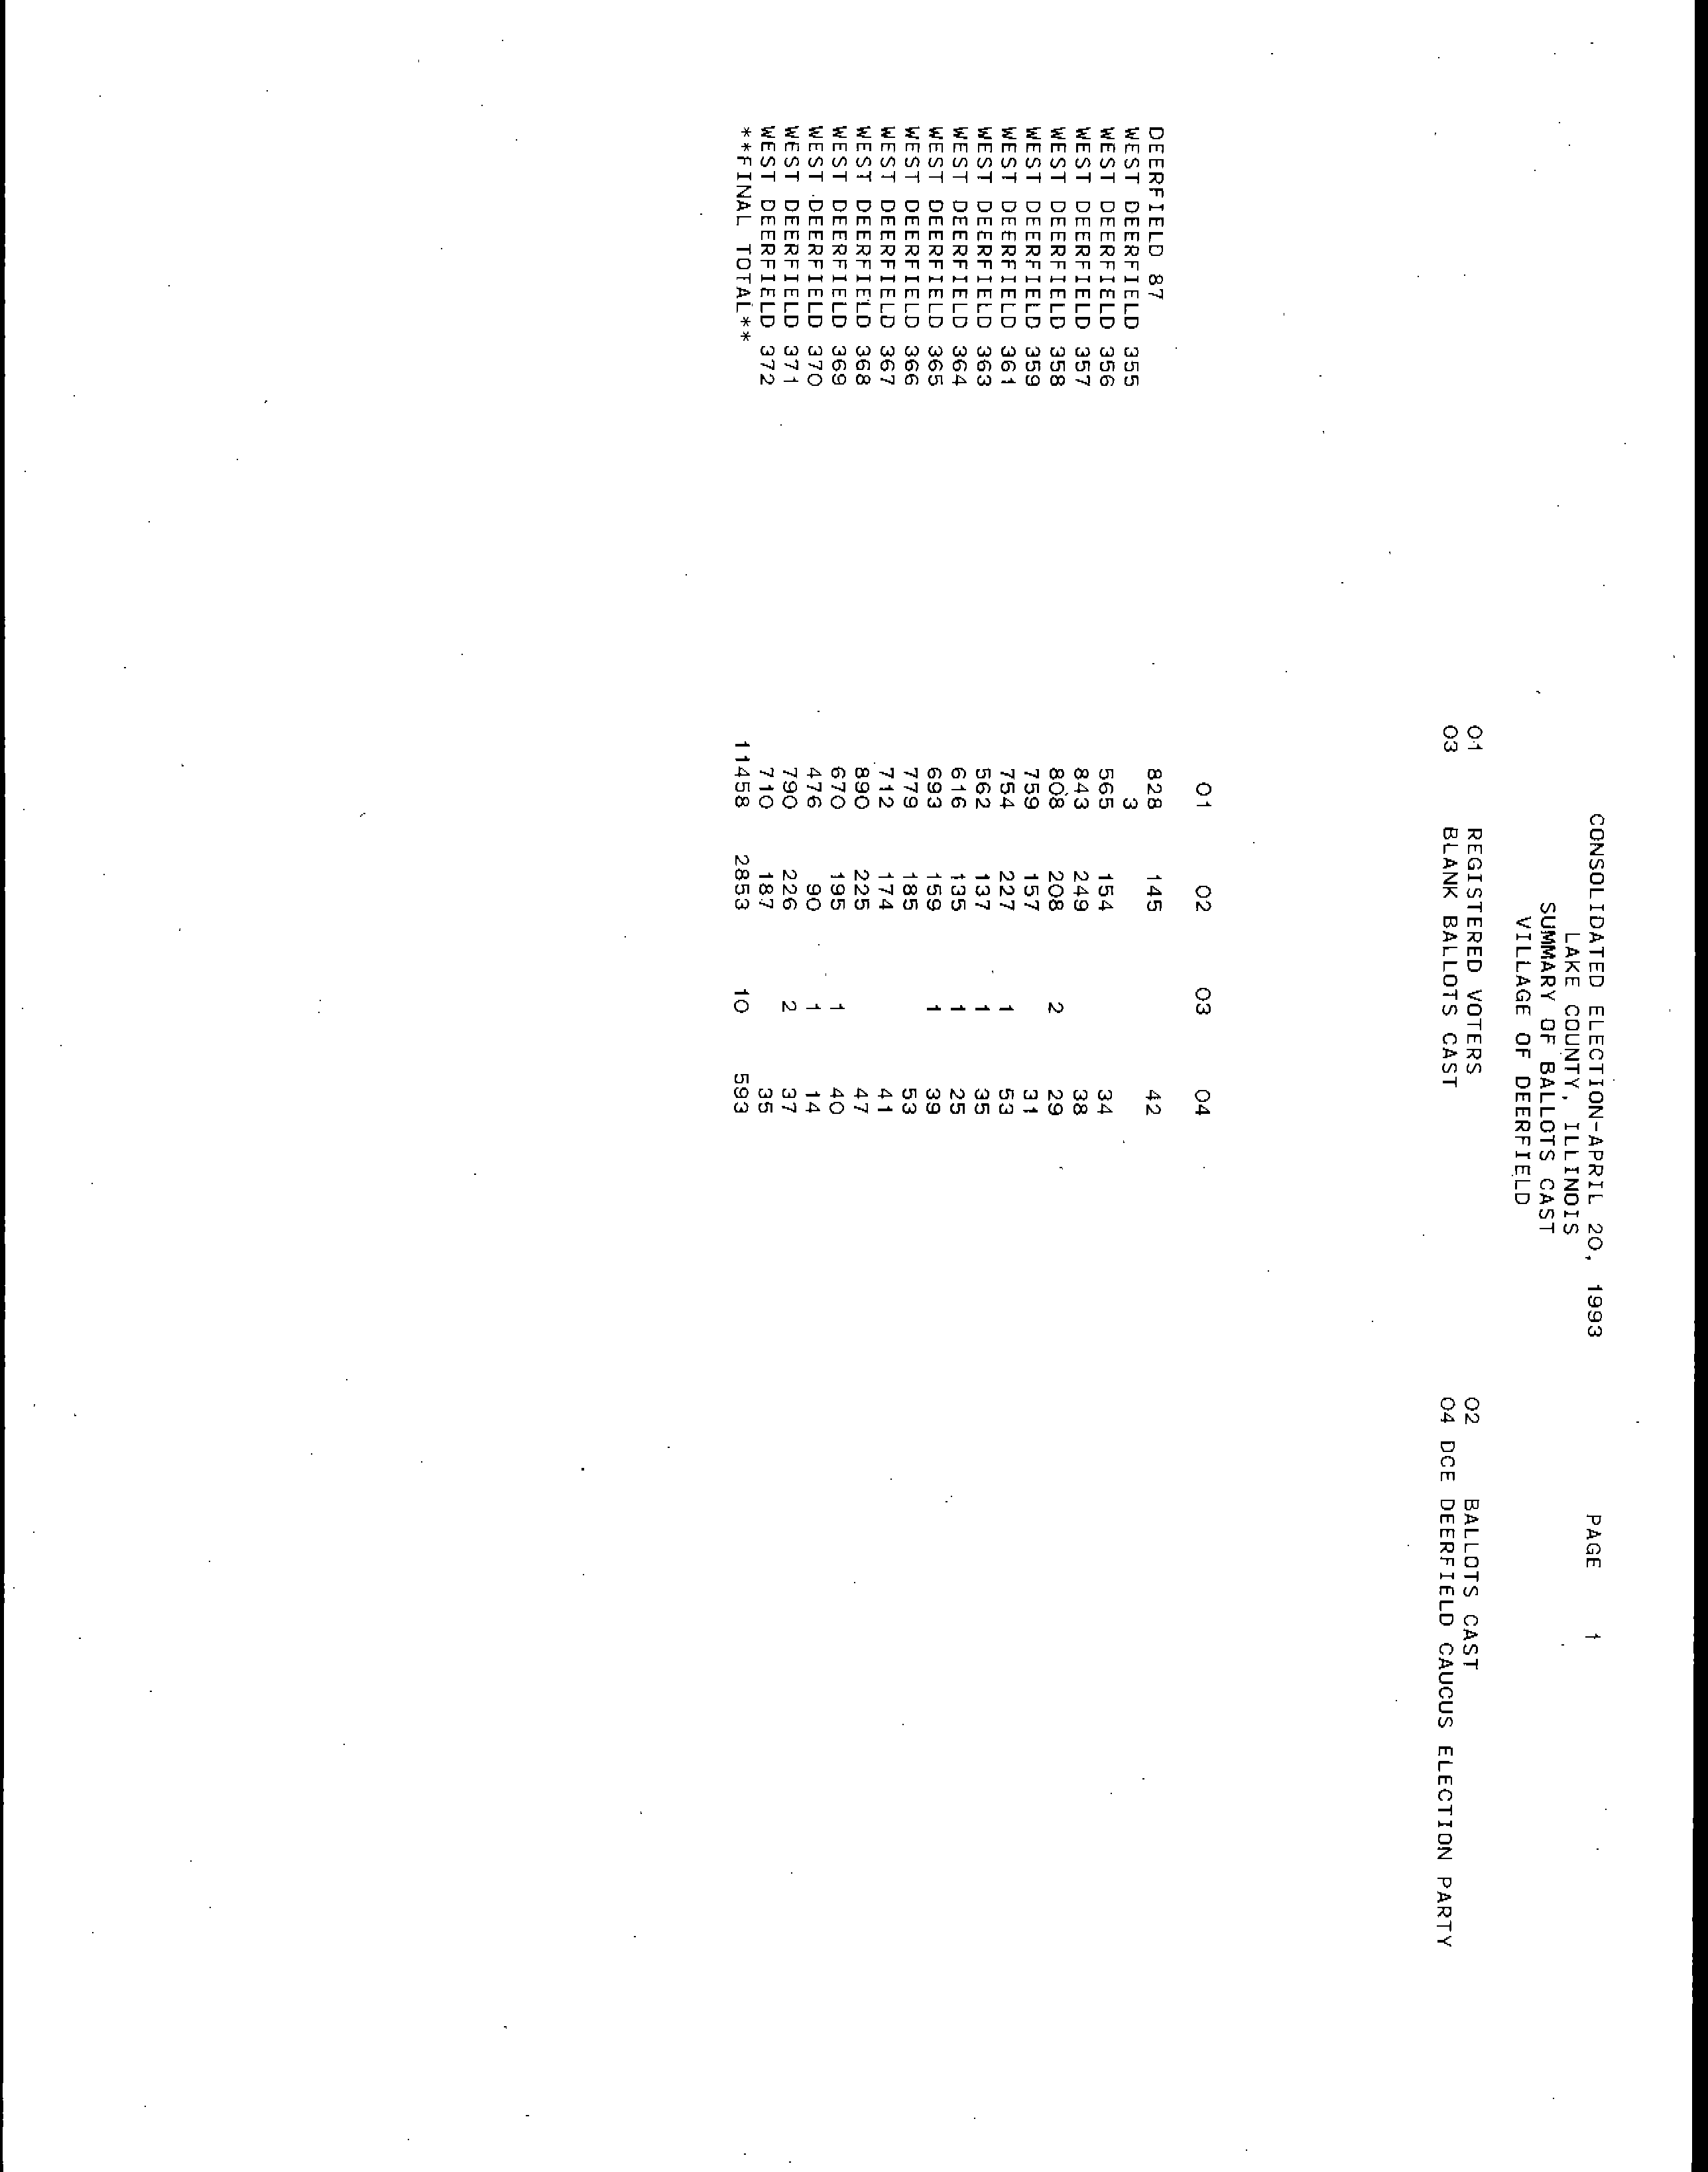 CONSOLIDATED ELECTION-APRIL 20, 1993 PAGE 1
LAKE COUNTY, ILLINOIS
SUMMARY OF BALLOTS CAST
VILLAGE OF DEERFIELD
01 REGISTERED VOTERS 02 BALLOTS CAST
03 BLANK BALLOTS CAST 04 DCE DEERFIELD CAUCUS ELECTION PARTY
01 02 03 04
DEERFIELD 87 828 145 42
WEST DEERFIELD 355 3
WEST DEERFIELD 356 565 154 34
WEST DEERFIELD 357 843 249 38
WEST DEERFIELD 358 808 208 2 29
WEST DEERFIELD 359 759 157 31
WEST DEERFIELD 361 754 227 1 53
WEST DEERFIELD 363 562 137 1 35
WEST DEERFIELD 364 616 135 1 25
WEST DEERFIELD 365 693 159 1 39
WEST DEERFIELD 366 779 185 53
WEST DEERFIELD 367 712 174 41
WEST DEERFIELD 368 890 225 47
WEST DEERFIELD 369 670 195 1 40
WEST DEERFIELD 370 476 90 1 14
WEST DEERFIELD 371 790 226 2 37
WEST DEERFIELD 372 710 187 35
**FINAL TOTAL** 11458 2853 10 593